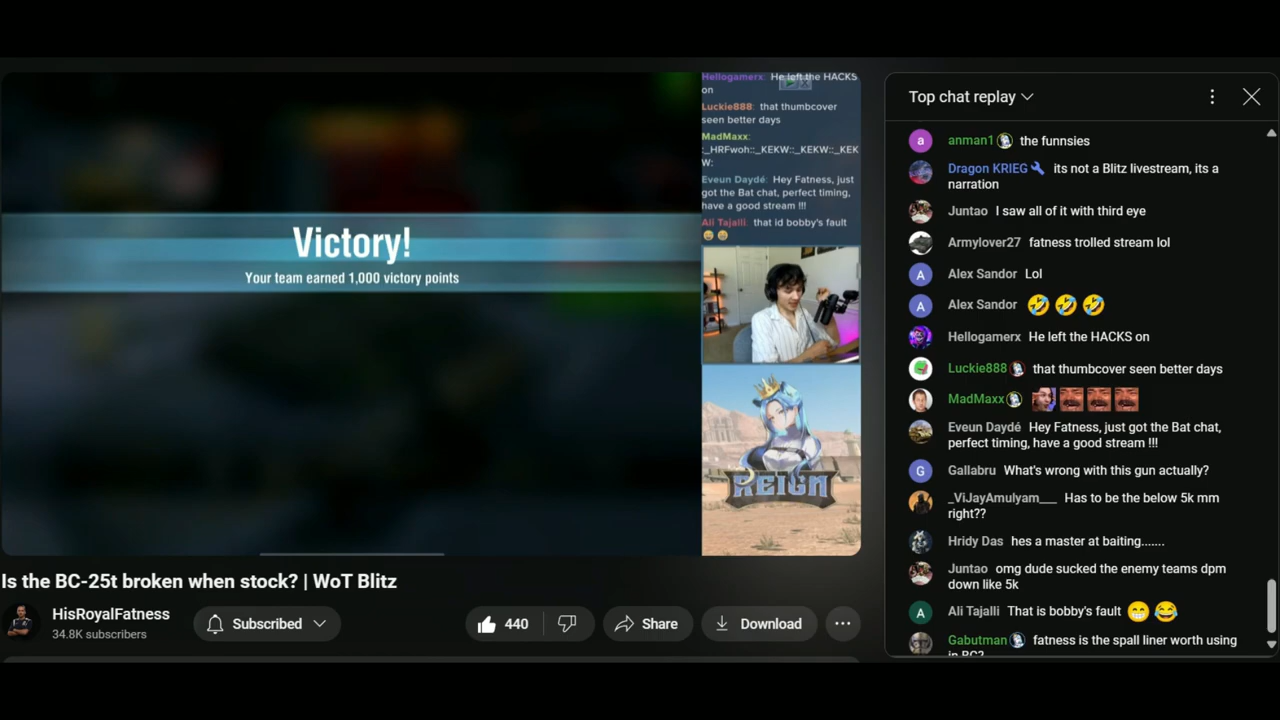 Hellogamerx: He left the HACKS
on
Luckie888: that thumbcover
seen better days
MadMaxx:
:_HRFwoh::_KEKW::_KEKW::_KEK
W:
Eveun Daydé: Hey Fatness, just
got the Bat chat, perfect timing,
have a good stream !!!
Ali Tajalli: that id bobby's fault
Victory!
Your team earned 1,000 victory points
REIGN
Is the BC-25t broken when stock? | WoT Blitz
HisRoyalFatness
34.8K subscribers
Subscribed
440
Share
Download
Top chat replay
a anman1 the funnsies
Dragon KRIEG its not a Blitz livestream, its a
narration
Juntao I saw all of it with third eye
Armylover27 fatness trolled stream lol
A Alex Sandor Lol
A Alex Sandor
Hellogamerx He left the HACKS on
Luckie888 that thumbcover seen better days
MadMaxx
Eveun Daydé Hey Fatness, just got the Bat chat,
perfect timing, have a good stream !!!
G Gallabru What's wrong with this gun actually?
_ViJayAmulyam___ Has to be the below 5k mm
right??
Hridy Das hes a master at baiting.......
Juntao omg dude sucked the enemy teams dpm
down like 5k
A Ali Tajalli That is bobby's fault
Gabutman fatness is the spall liner worth using
in BC?